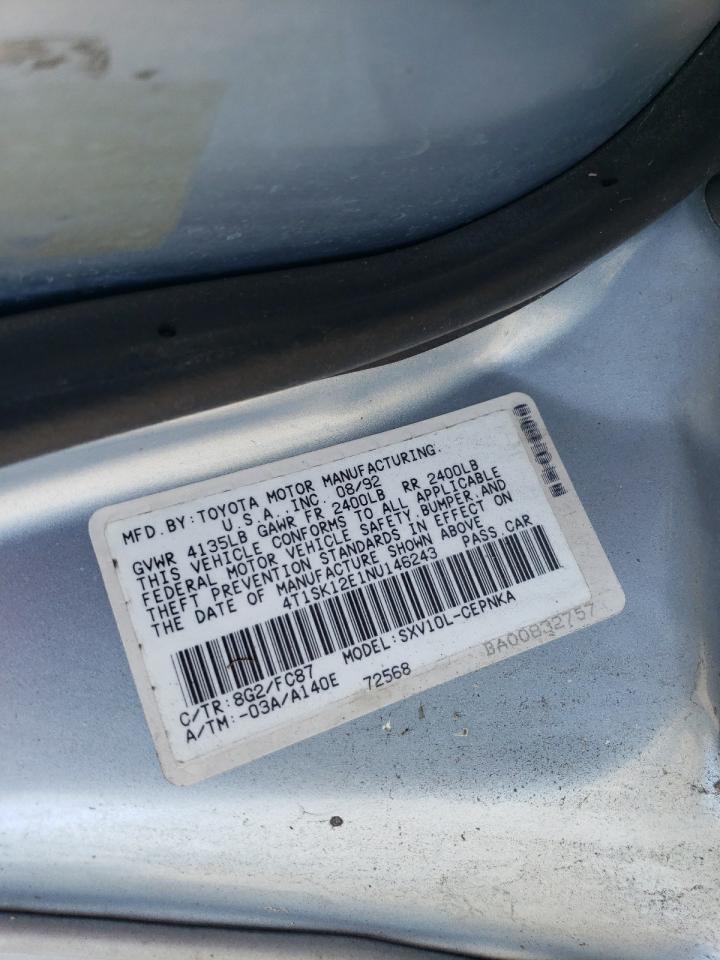 MFD. BY: TOYOTA MOTOR MANUFACTURING.
U.S.A., INC. 08/92
GVWR 4135LB GAWR FR 2400LB RR 2400LB
THIS VEHICLE CONFORMS TO ALL APPLICABLE
FEDERAL MOTOR VEHICLE SAFETY, BUMPER, AND
THEFT PREVENTION STANDARDS IN EFFECT ON
THE DATE OF MANUFACTURE SHOWN ABOVE
4T1SK12E1NU146243 PASS. CAR
C/TR: 8G2/FC87 MODEL: SXV10L-CEPNKA
A/TM: -03A/A140E 72568
BA00832757